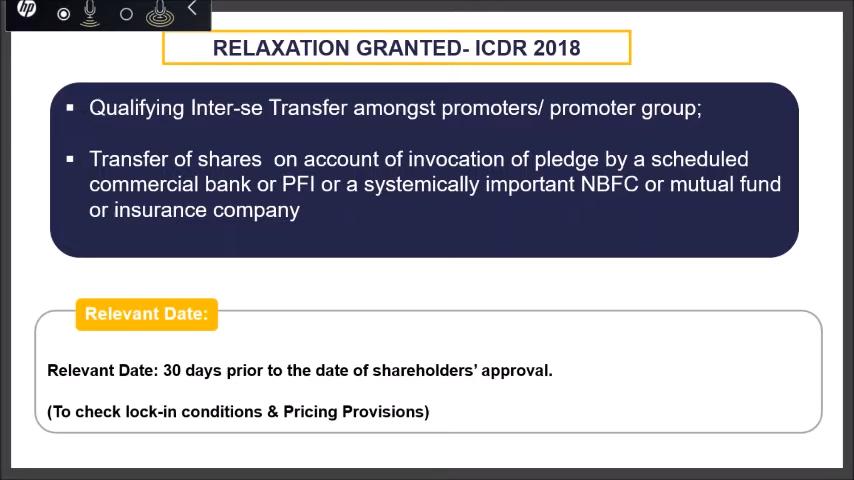 hp
RELAXATION GRANTED- ICDR 2018
▪ Qualifying Inter-se Transfer amongst promoters/ promoter group;
▪ Transfer of shares on account of invocation of pledge by a scheduled
commercial bank or PFI or a systemically important NBFC or mutual fund
or insurance company
Relevant Date:
Relevant Date: 30 days prior to the date of shareholders' approval.
(To check lock-in conditions & Pricing Provisions)